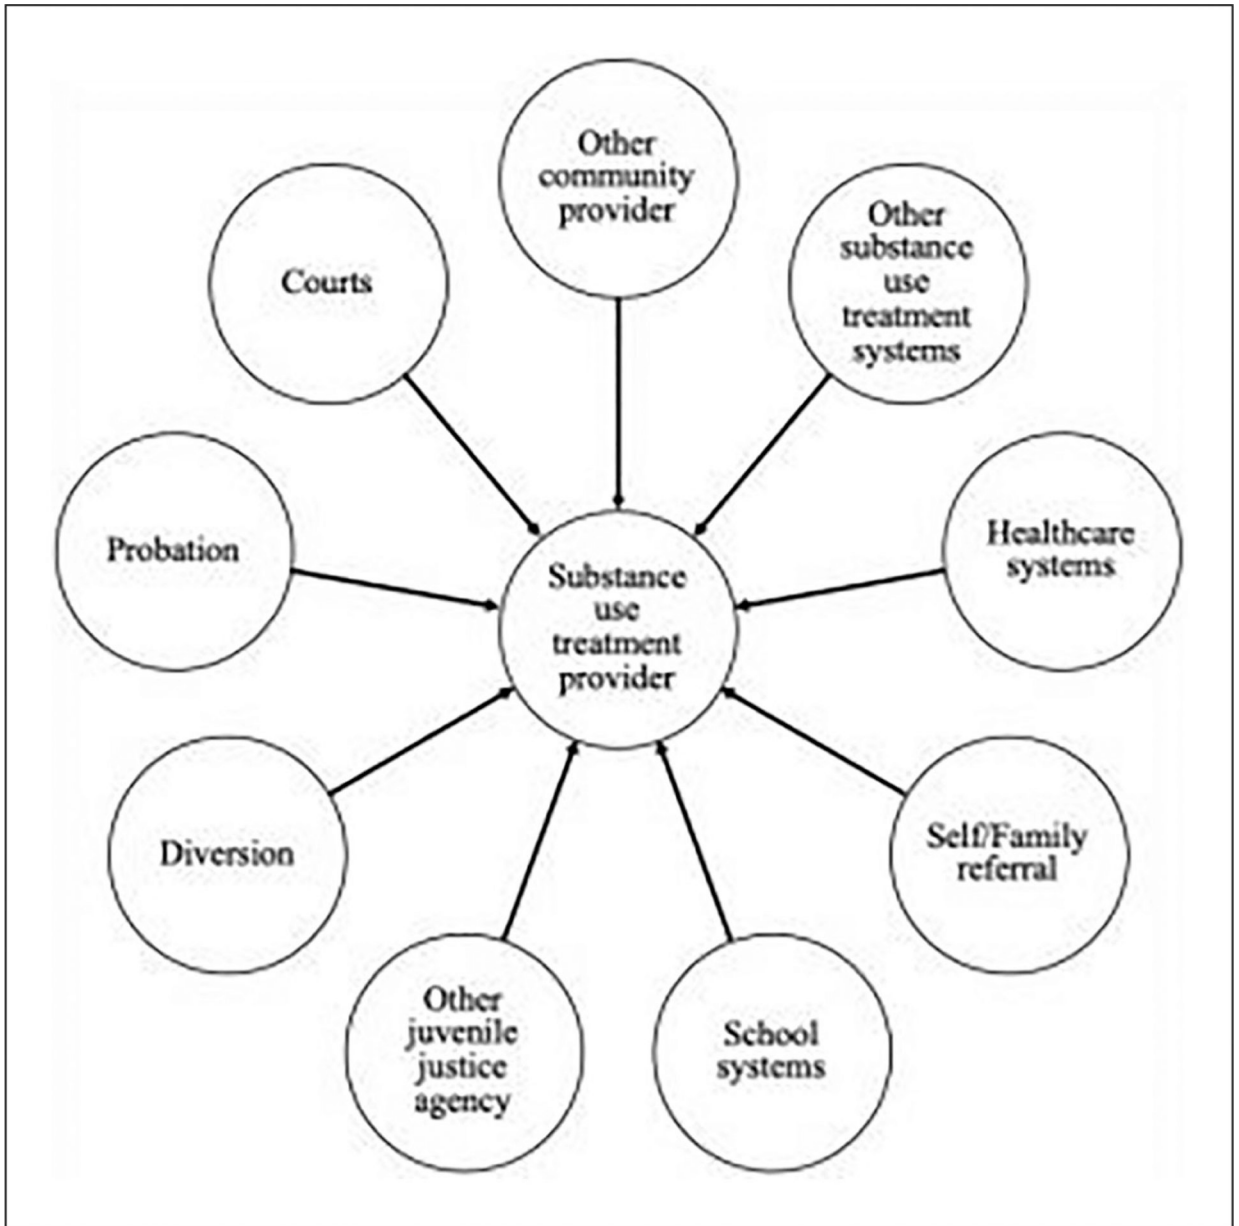 Other
community
provider
Other
substance
use
treatment
systems
Courts
Healthcare
systems
Probation
Substance
use
treatment
provider
Self/Family
referral
Diversion
Other
juvenile
justice
agency
School
systems